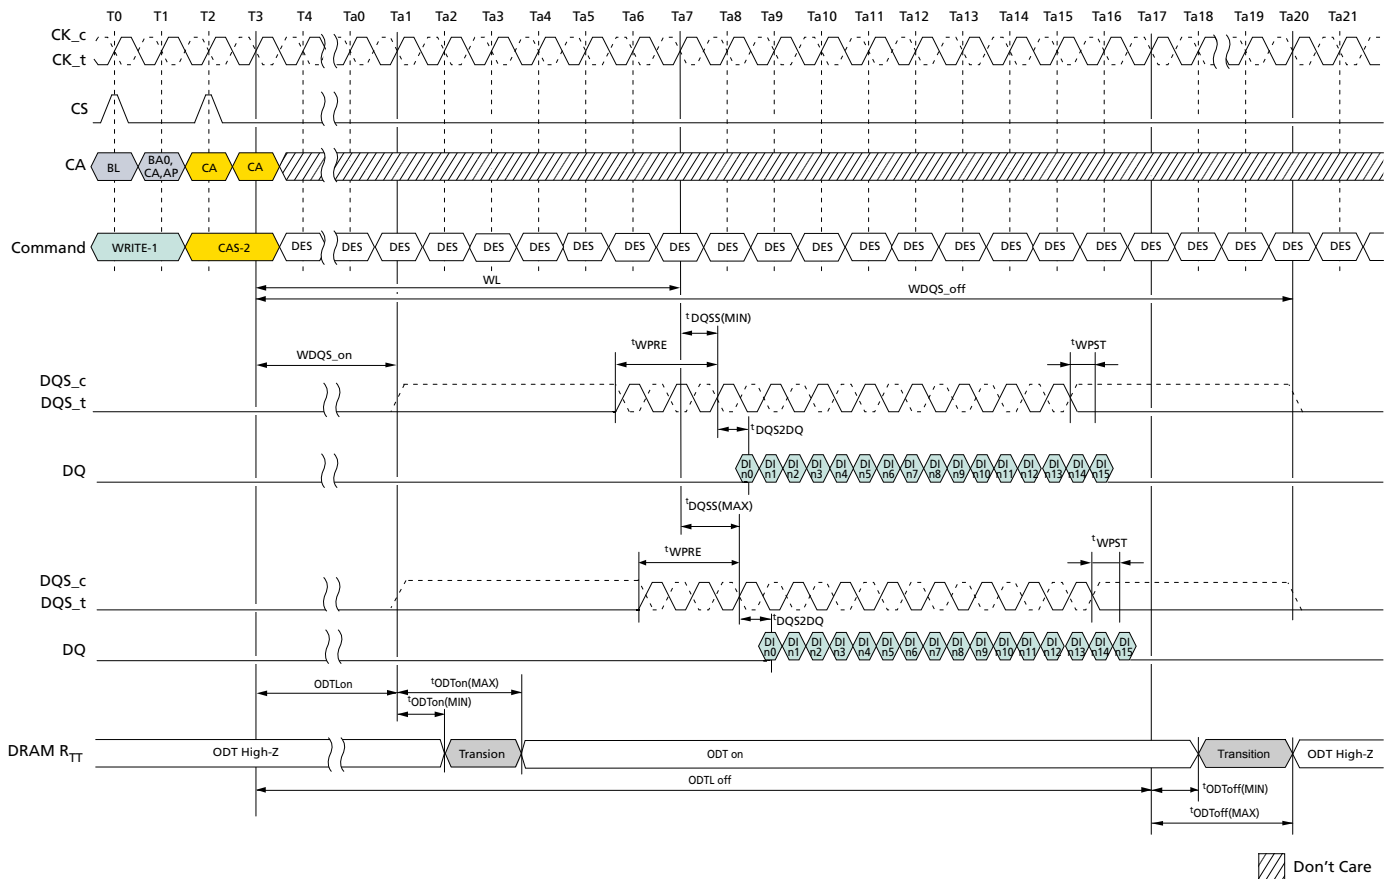 T0 T1 T2 T3 T4 Ta0 Ta1 Ta2 Ta3 Ta4 Ta5 Ta6 Ta7 Ta8 Ta9 Ta10 Ta11 Ta12 Ta13 Ta14 Ta15 Ta16 Ta17 Ta18 Ta19 Ta20 Ta21
CK_c
CK_t
CS
CA BL BA0, CA,AP CA CA
Command WRITE-1 CAS-2 DES DES DES DES DES DES DES DES DES DES DES DES DES DES DES DES DES DES DES DES DES DES DES
WL
WDQS_off
tDQSS(MIN)
WDQS_on tWPRE tWPST
DQS_c
DQS_t
tDQS2DQ
DQ DI n0 DI n1 DI n2 DI n3 DI n4 DI n5 DI n6 DI n7 DI n8 DI n9 DI n10 DI n11 DI n12 DI n13 DI n14 DI n15
tDQSS(MAX)
tWPRE tWPST
DQS_c
DQS_t
tDQS2DQ
DQ DI n0 DI n1 DI n2 DI n3 DI n4 DI n5 DI n6 DI n7 DI n8 DI n9 DI n10 DI n11 DI n12 DI n13 DI n14 DI n15
ODTLon tODTon(MAX)
tODTon(MIN)
DRAM RTT ODT High-Z Transion ODT on Transition ODT High-Z
ODTL off tODToff(MIN)
tODToff(MAX)
Don't Care